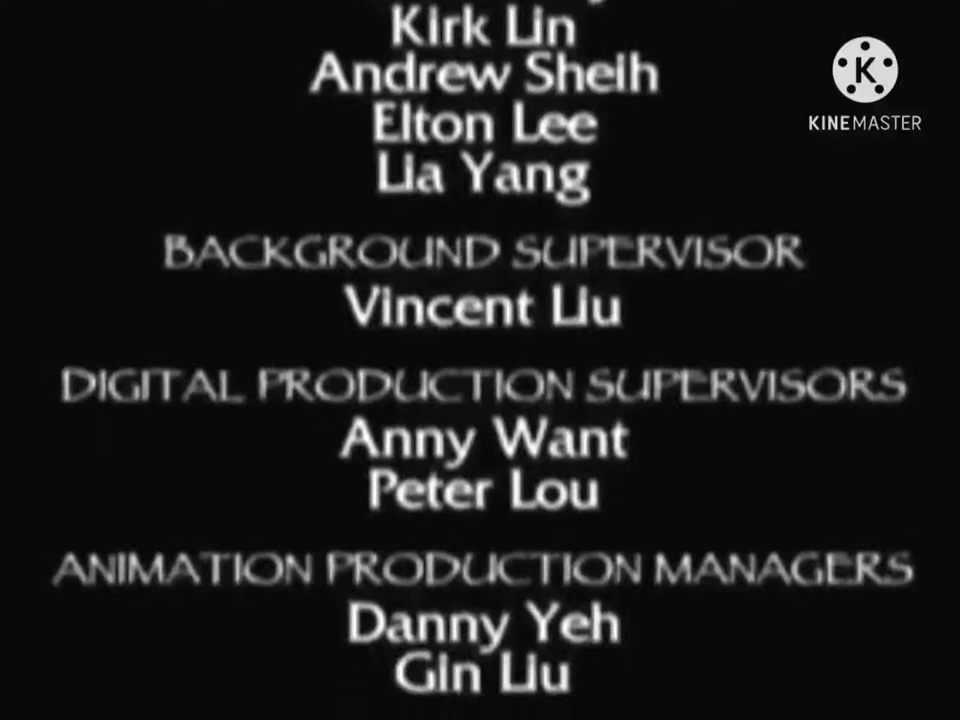 Kirk Lin
K
Andrew Sheih
KINEMASTER
Elton Lee
Lia Yang
BACKGROUND SUPERVISOR
Vincent Liu
DIGITAL PRODUCTION SUPERVISORS
Anny Want
Peter Lou
ANIMATION PRODUCTION MANAGERS
Danny Yeh
Gin Liu